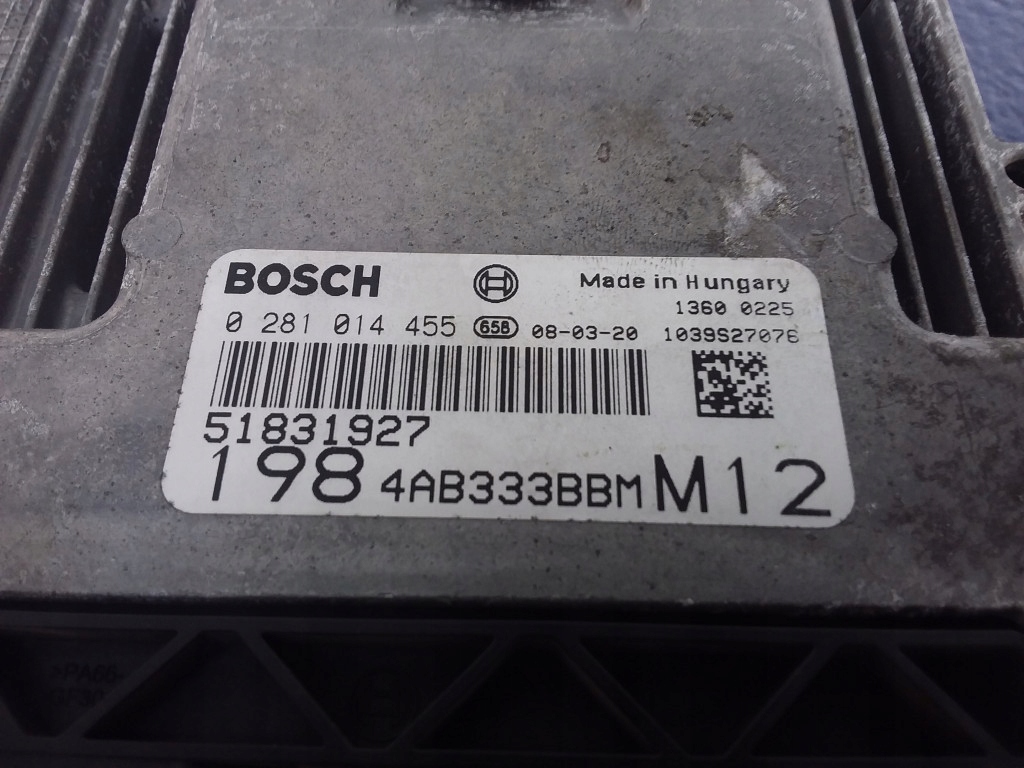 BOSCH Made in Hungary
1360 0225
0 281 014 455 658 08-03-20 1039S27076
51831927
198 4AB333BBM M12
>PA66-